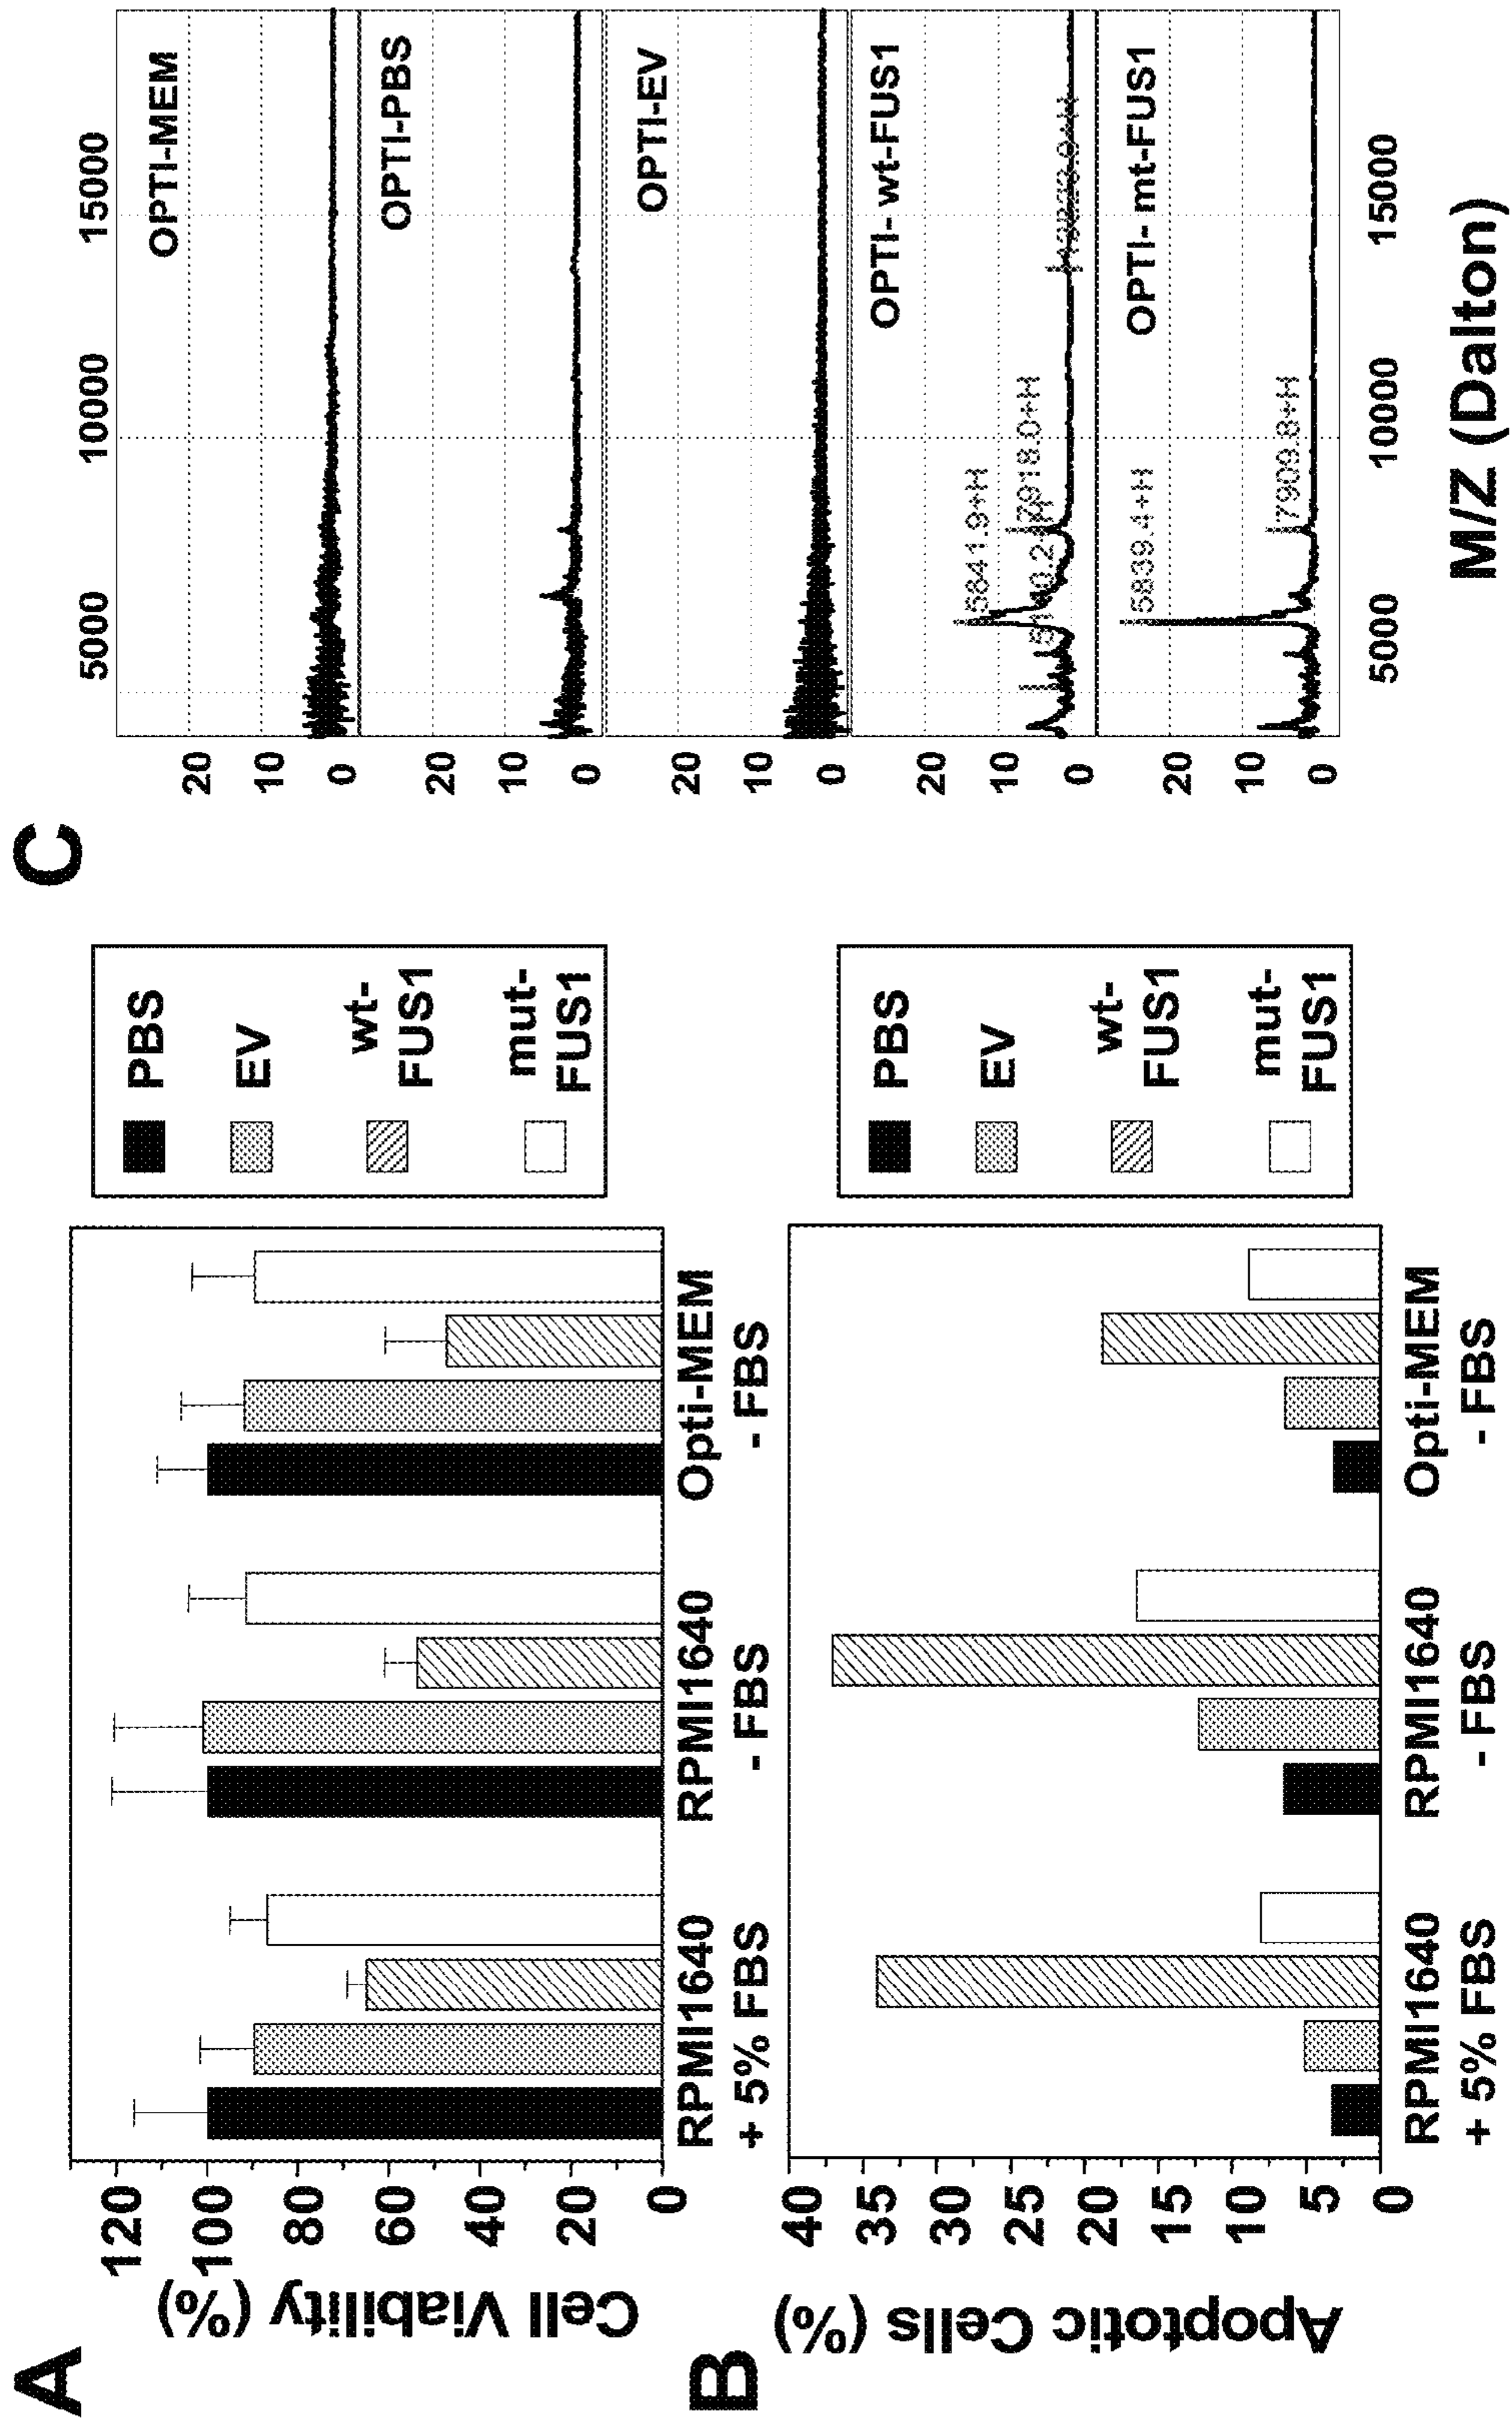 A
Cell Viability (%)
120
100
80
60
40
20
0
RPMI1640
+ 5% FBS
RPMI1640
- FBS
Opti-MEM
- FBS
PBS
EV
wt-
FUS1
mut-
FUS1
B
Apoptotic Cells (%)
40
35
30
25
20
15
10
5
0
RPMI1640
+ 5% FBS
RPMI1640
- FBS
Opti-MEM
- FBS
PBS
EV
wt-
FUS1
mut-
FUS1
C
5000 10000 15000
20
10
0
OPTI-MEM
20
10
0
OPTI-PBS
20
10
0
OPTI-EV
20
10
0
OPTI- wt-FUS1
5841.9+H
7918.0+H
20
10
0
OPTI- mt-FUS1
5839.4+H
7909.8+H
5000 10000 15000
M/Z (Dalton)